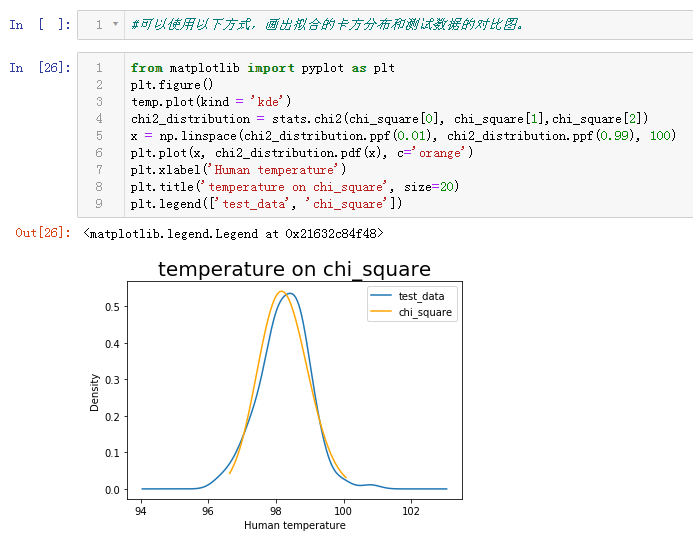 In [ ]: 1 #可以使用以下方式，画出拟合的卡方分布和测试数据的对比图。
In [26]: 1 from matplotlib import pyplot as plt
2 plt.figure()
3 temp.plot(kind = 'kde')
4 chi2_distribution = stats.chi2(chi_square[0], chi_square[1],chi_square[2])
5 x = np.linspace(chi2_distribution.ppf(0.01), chi2_distribution.ppf(0.99), 100)
6 plt.plot(x, chi2_distribution.pdf(x), c='orange')
7 plt.xlabel('Human temperature')
8 plt.title('temperature on chi_square', size=20)
9 plt.legend(['test_data', 'chi_square'])
Out[26]: <matplotlib.legend.Legend at 0x21632c84f48>
temperature on chi_square
test_data
chi_square
0.5
0.4
0.3
0.2
0.1
0.0
Density
94 96 98 100 102
Human temperature